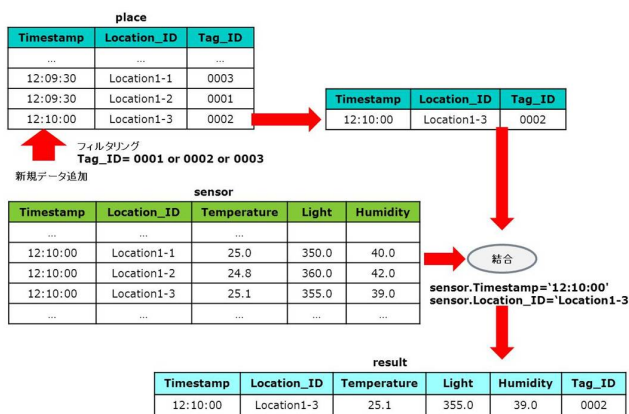 place
Timestamp Location_ID Tag_ID
... ... ...
12:09:30 Location1-1 0003
12:09:30 Location1-2 0001
12:10:00 Location1-3 0002
Timestamp Location_ID Tag_ID
12:10:00 Location1-3 0002
フィルタリング
Tag_ID= 0001 or 0002 or 0003
新規データ追加
sensor
Timestamp Location_ID Temperature Light Humidity
... ... ... ...
12:10:00 Location1-1 25.0 350.0 40.0
12:10:00 Location1-2 24.8 360.0 42.0
12:10:00 Location1-3 25.1 355.0 39.0
... ... ... ... ...
結合
sensor.Timestamp=‘12:10:00'
sensor.Location_ID=‘Location1-3
result
Timestamp Location_ID Temperature Light Humidity Tag_ID
12:10:00 Location1-3 25.1 355.0 39.0 0002